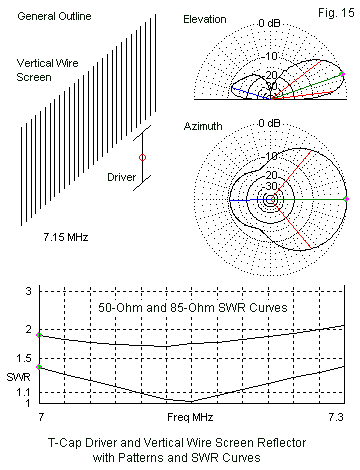 General Outline
Elevation
0 dB
Fig. 15
Vertical Wire
Screen
10
20
30
Azimuth
0 dB
10
20
30
Driver
7.15 MHz
3
50-Ohm and 85-Ohm SWR Curves
2
1.5
SWR
1.1
1
7
Freq MHz
7.3
T-Cap Driver and Vertical Wire Screen Reflector
with Patterns and SWR Curves